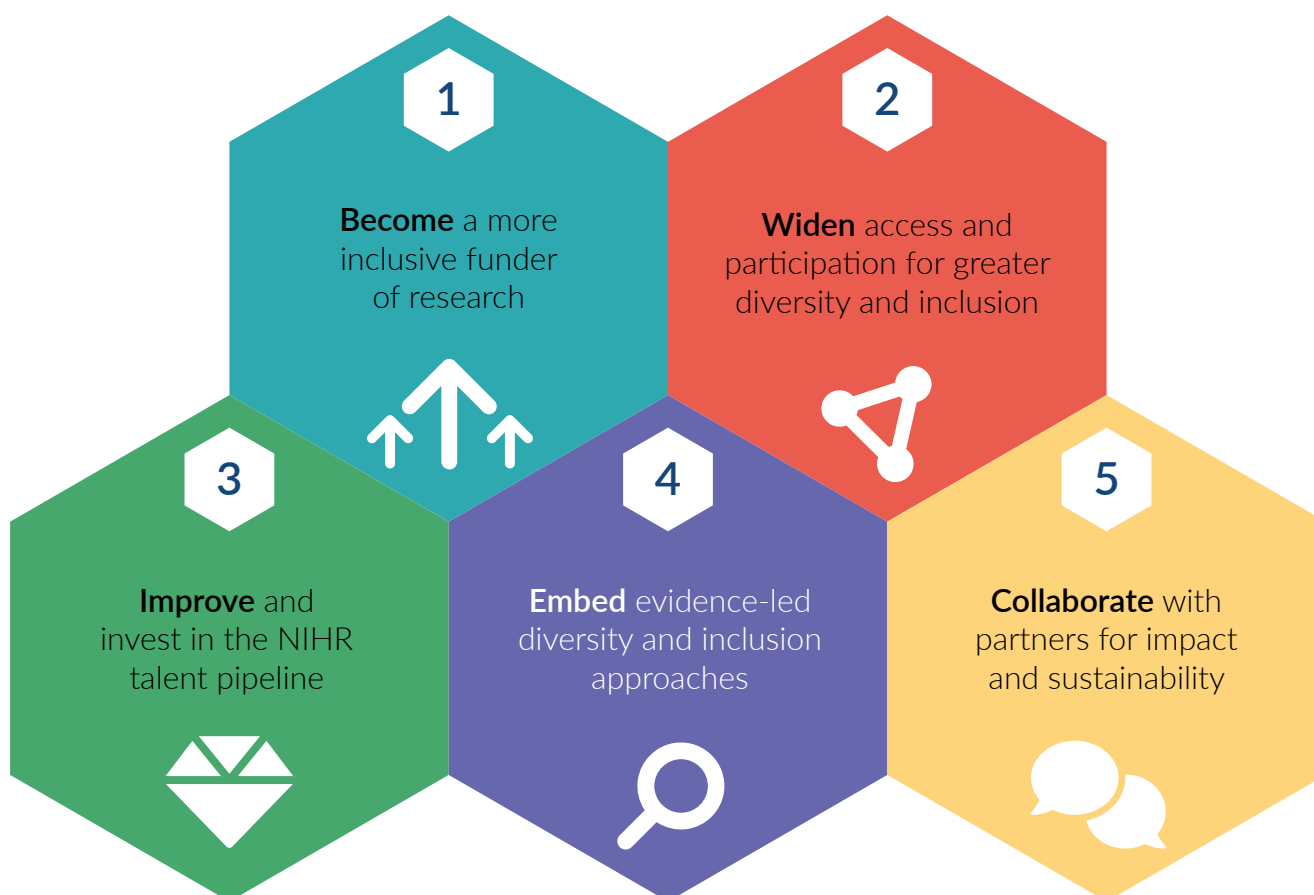 1
Become a more
inclusive funder
of research
2
Widen access and
participation for greater
diversity and inclusion
3
Improve and
invest in the NIHR
talent pipeline
4
Embed evidence-led
diversity and inclusion
approaches
5
Collaborate with
partners for impact
and sustainability